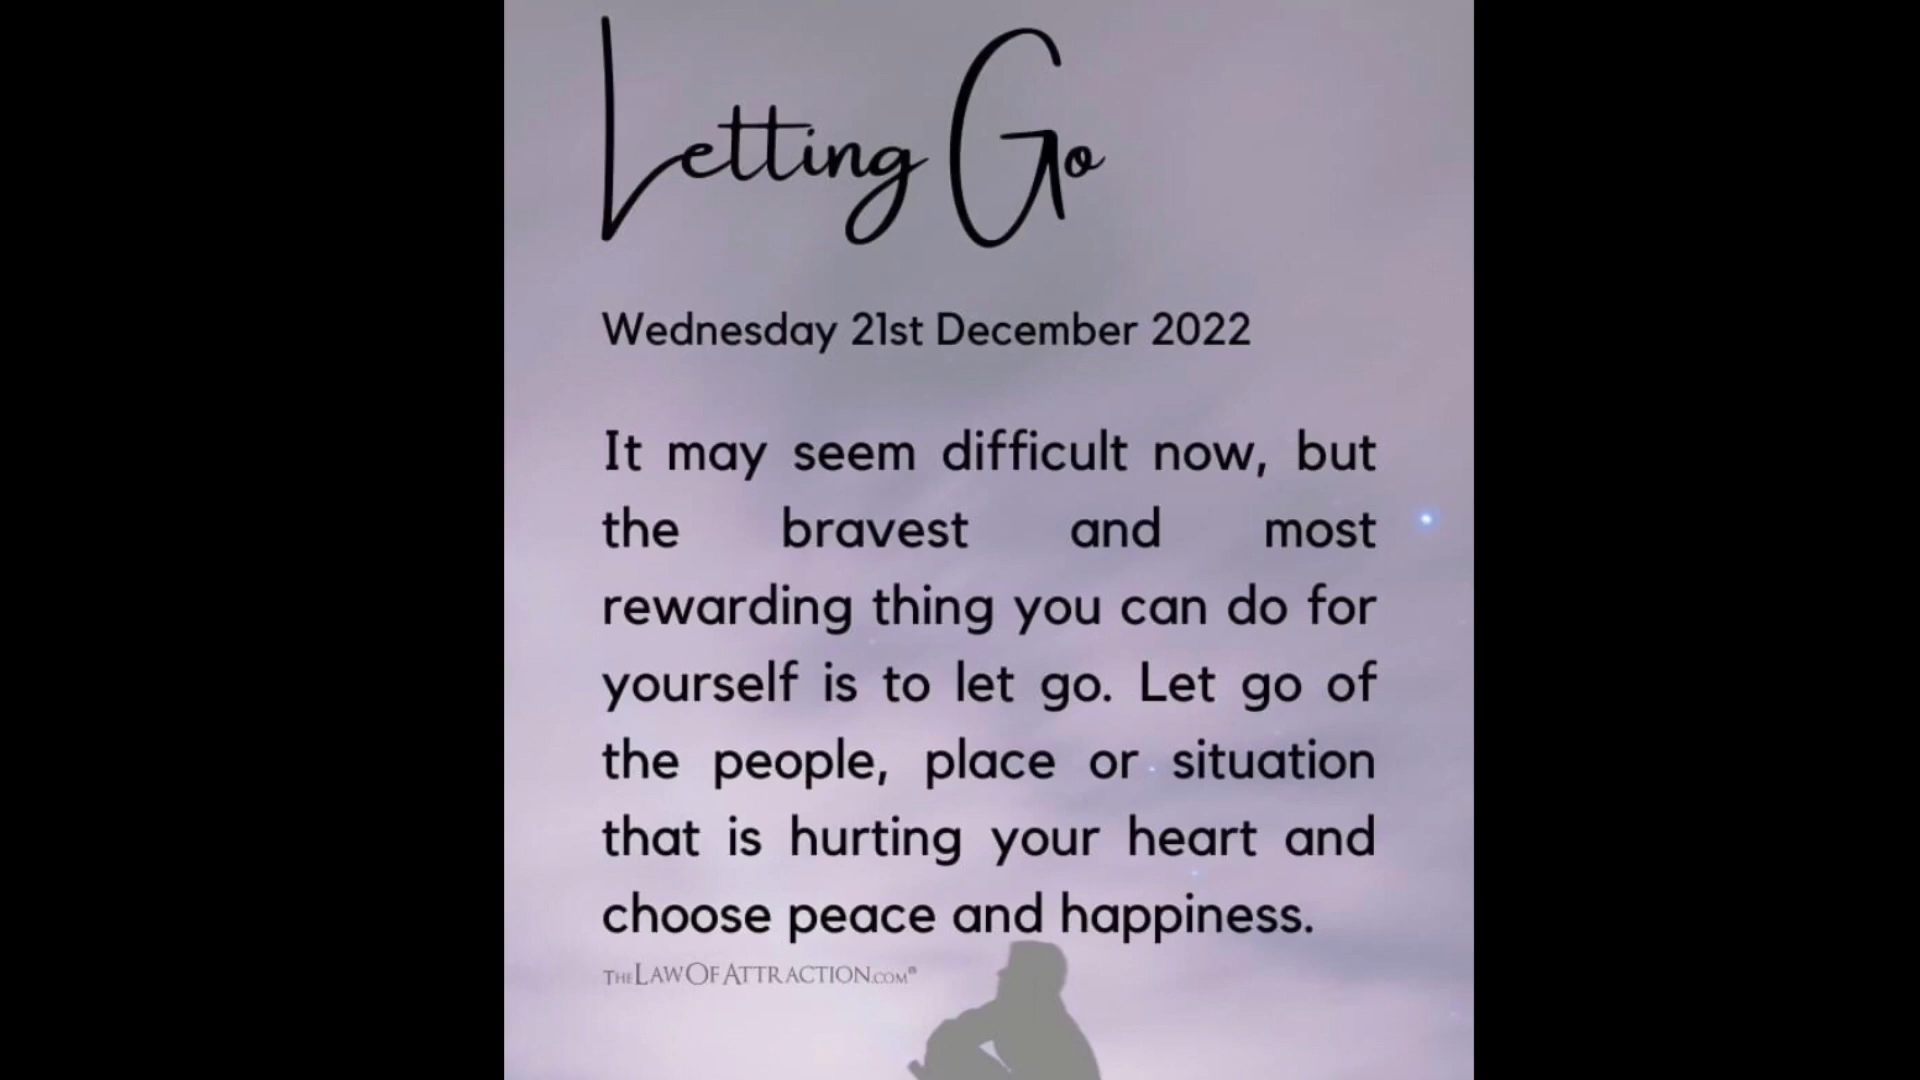 Letting Go
Wednesday 21st December 2022
It may seem difficult now, but
the bravest and most
rewarding thing you can do for
yourself is to let go. Let go of
the people, place or situation
that is hurting your heart and
choose peace and happiness.
THELAWOFATTRACTION.COM®